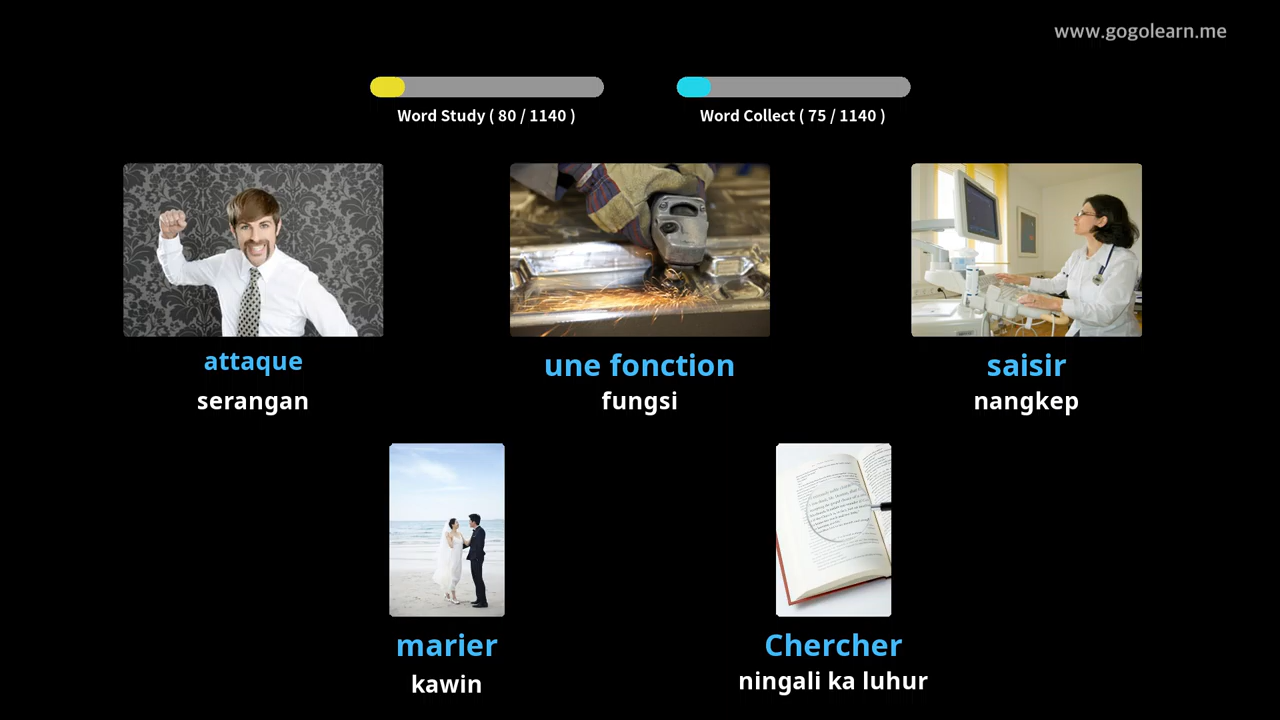 www.gogolearn.me
Word Study ( 80 / 1140 )
Word Collect ( 75 / 1140 )
attaque
serangan
une fonction
fungsi
saisir
nangkep
marier
kawin
Chercher
ningali ka luhur